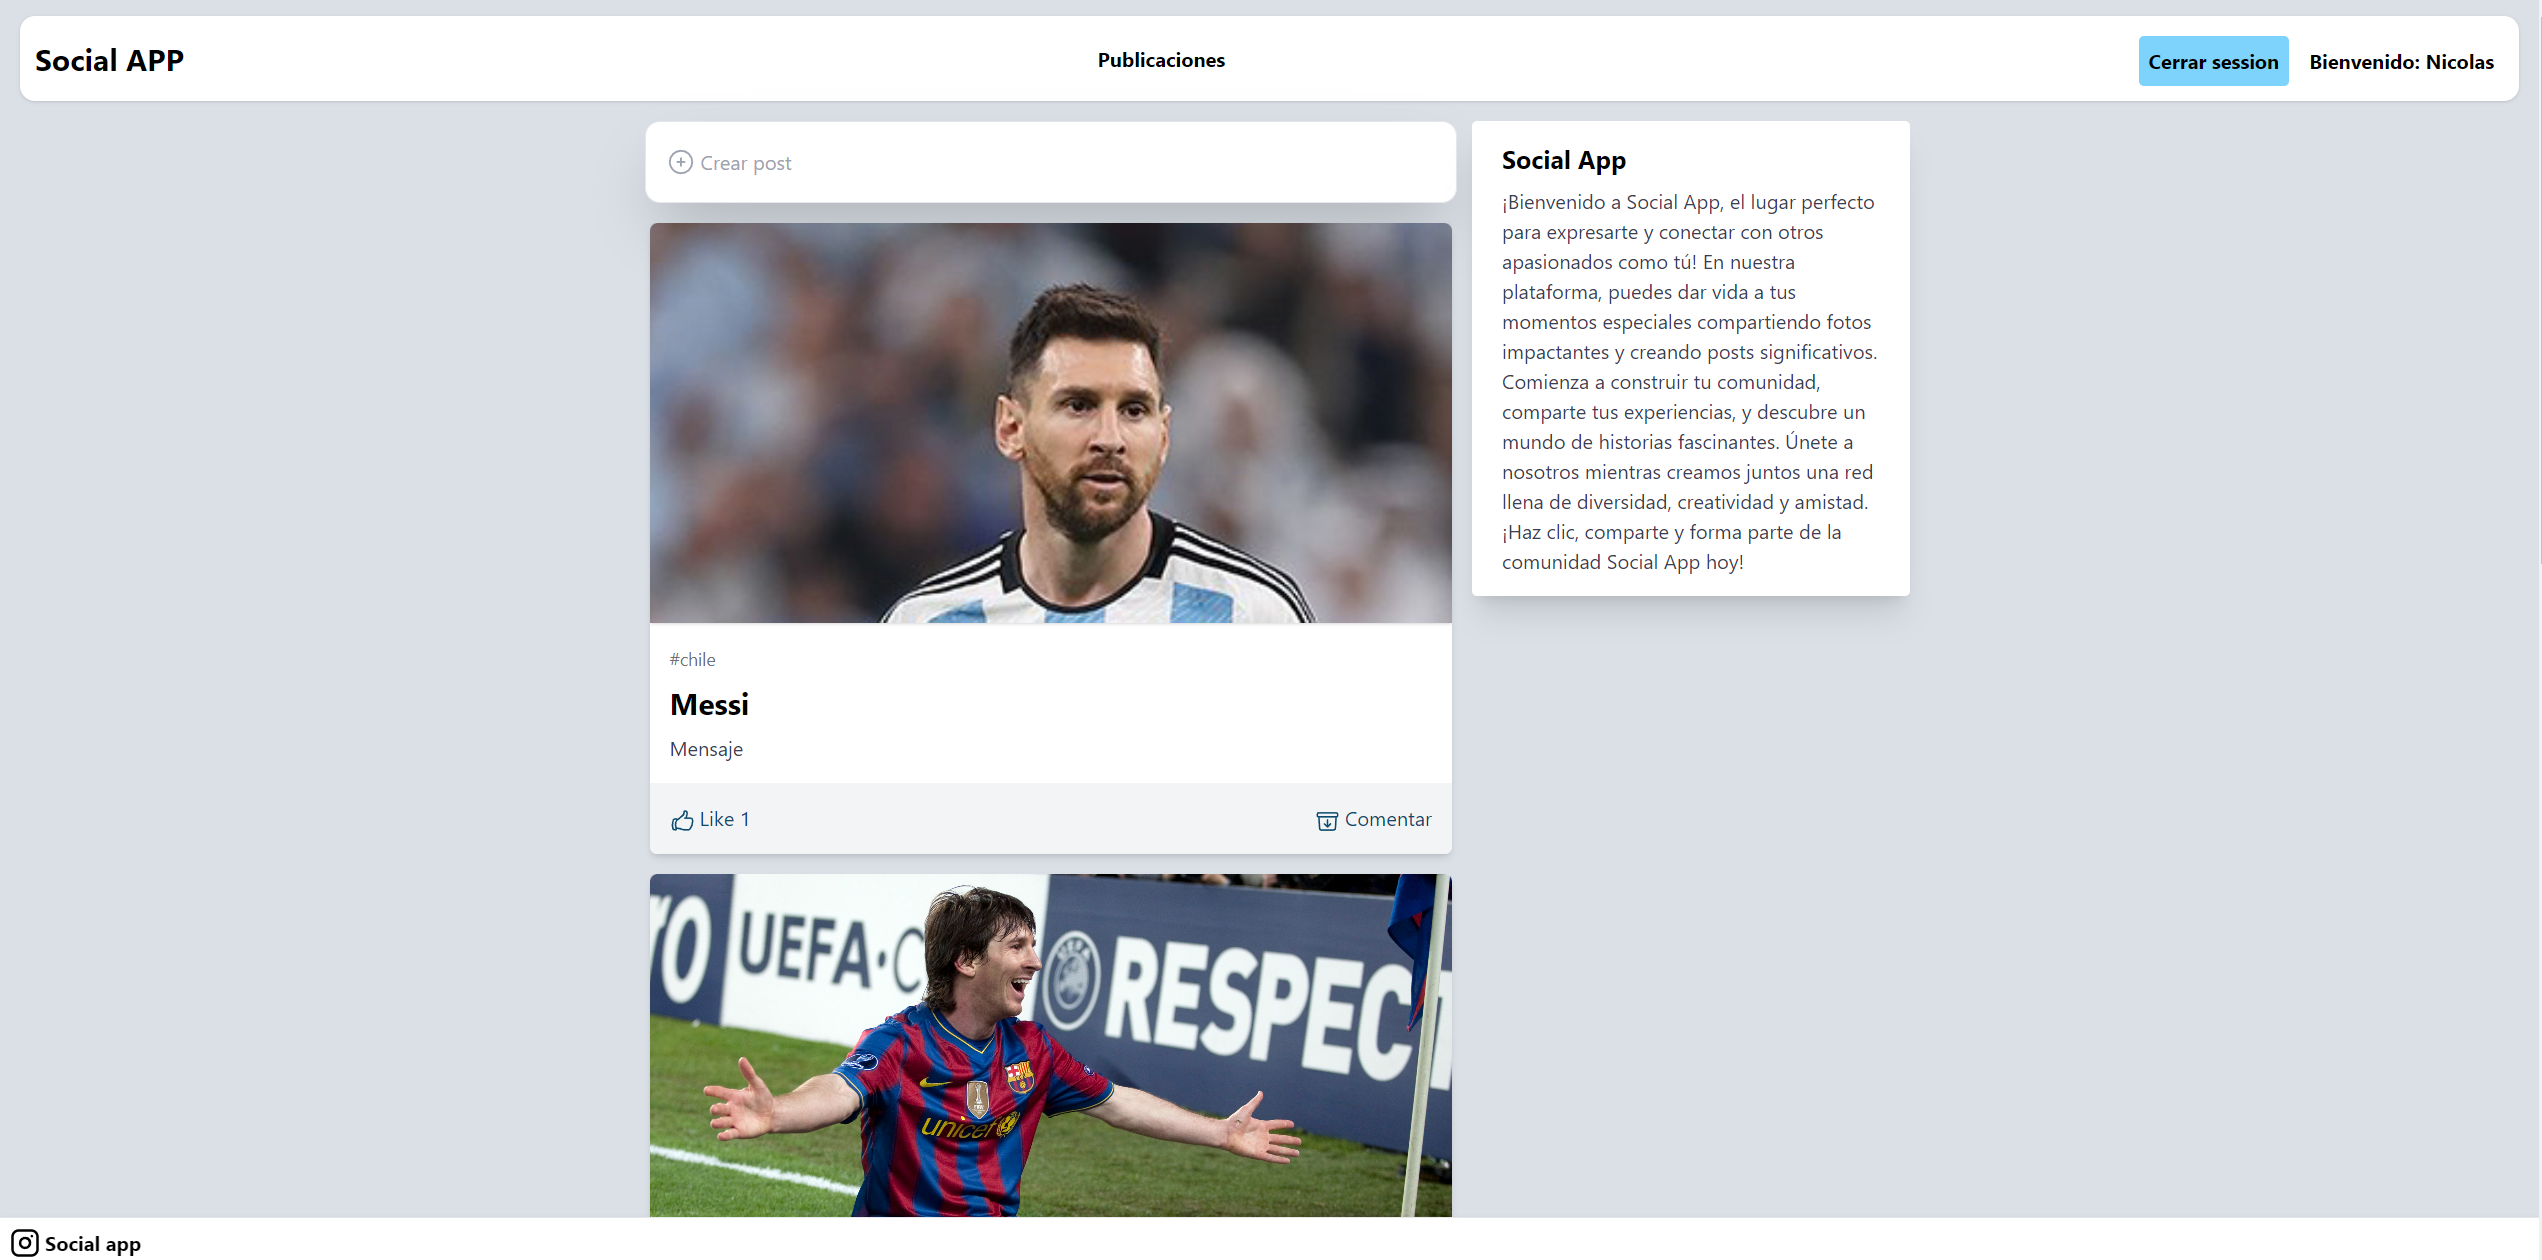 Social APP
Publicaciones
Cerrar session
Bienvenido: Nicolas
Crear post
#chile
Messi
Mensaje
Like 1
Comentar
UEFA·C
RESPECT
unicef
Social App
¡Bienvenido a Social App, el lugar perfecto
para expresarte y conectar con otros
apasionados como tú! En nuestra
plataforma, puedes dar vida a tus
momentos especiales compartiendo fotos
impactantes y creando posts significativos.
Comienza a construir tu comunidad,
comparte tus experiencias, y descubre un
mundo de historias fascinantes. Únete a
nosotros mientras creamos juntos una red
llena de diversidad, creatividad y amistad.
¡Haz clic, comparte y forma parte de la
comunidad Social App hoy!
Social app